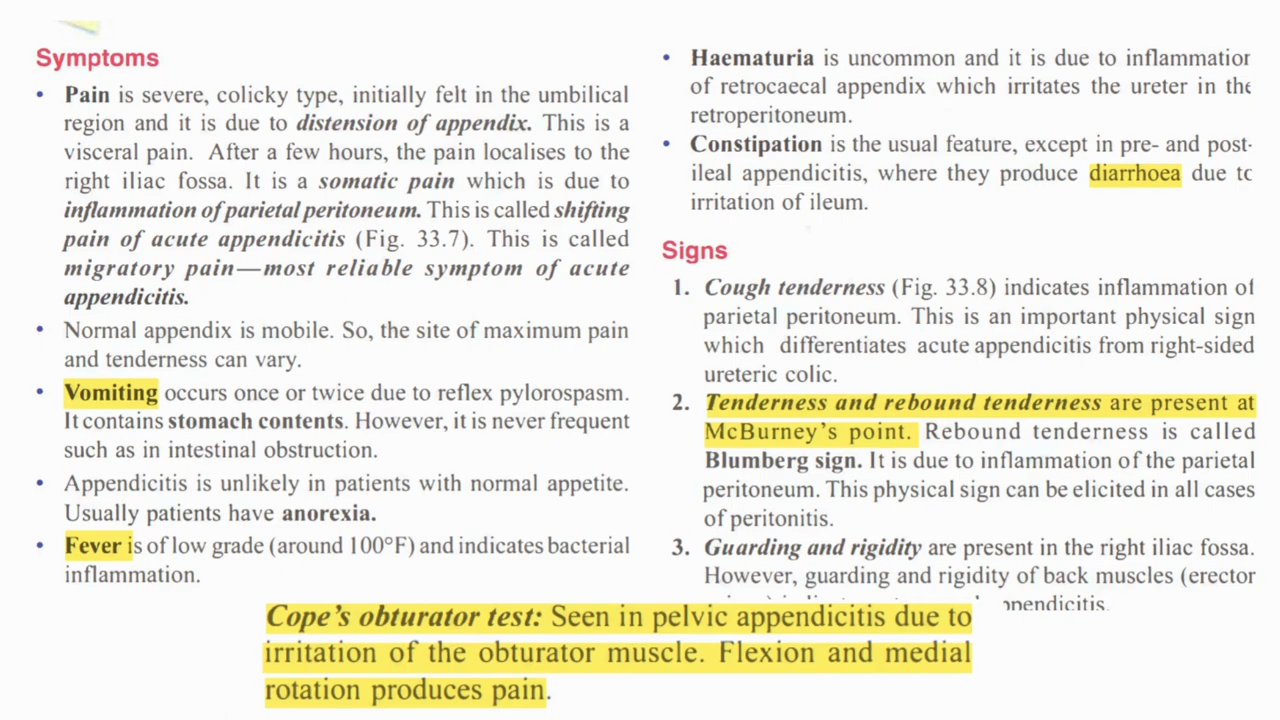 Symptoms
• Pain is severe, colicky type, initially felt in the umbilical
region and it is due to distension of appendix. This is a
visceral pain. After a few hours, the pain localises to the
right iliac fossa. It is a somatic pain which is due to
inflammation of parietal peritoneum. This is called shifting
pain of acute appendicitis (Fig. 33.7). This is called
migratory pain—most reliable symptom of acute
appendicitis.
• Normal appendix is mobile. So, the site of maximum pain
and tenderness can vary.
• Vomiting occurs once or twice due to reflex pylorospasm.
It contains stomach contents. However, it is never frequent
such as in intestinal obstruction.
• Appendicitis is unlikely in patients with normal appetite.
Usually patients have anorexia.
• Fever is of low grade (around 100°F) and indicates bacterial
inflammation.
• Haematuria is uncommon and it is due to inflammation
of retrocaecal appendix which irritates the ureter in the
retroperitoneum.
• Constipation is the usual feature, except in pre- and post-
ileal appendicitis, where they produce diarrhoea due to
irritation of ileum.
Signs
1. Cough tenderness (Fig. 33.8) indicates inflammation of
parietal peritoneum. This is an important physical sign
which differentiates acute appendicitis from right-sided
ureteric colic.
2. Tenderness and rebound tenderness are present at
McBurney's point. Rebound tenderness is called
Blumberg sign. It is due to inflammation of the parietal
peritoneum. This physical sign can be elicited in all cases
of peritonitis.
3. Guarding and rigidity are present in the right iliac fossa.
However, guarding and rigidity of back muscles (erector
Cope's obturator test: Seen in pelvic appendicitis due to
irritation of the obturator muscle. Flexion and medial
rotation produces pain.